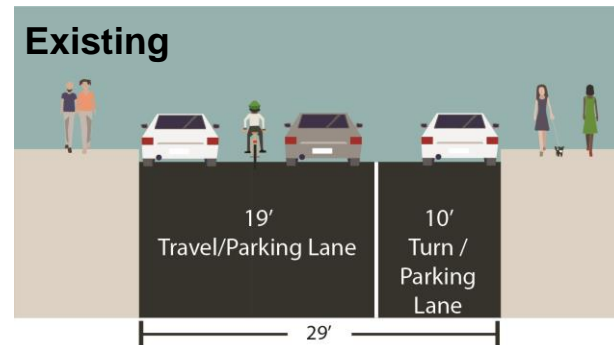 Existing
19′
Travel/Parking Lane
10′
Turn /
Parking
Lane
29′